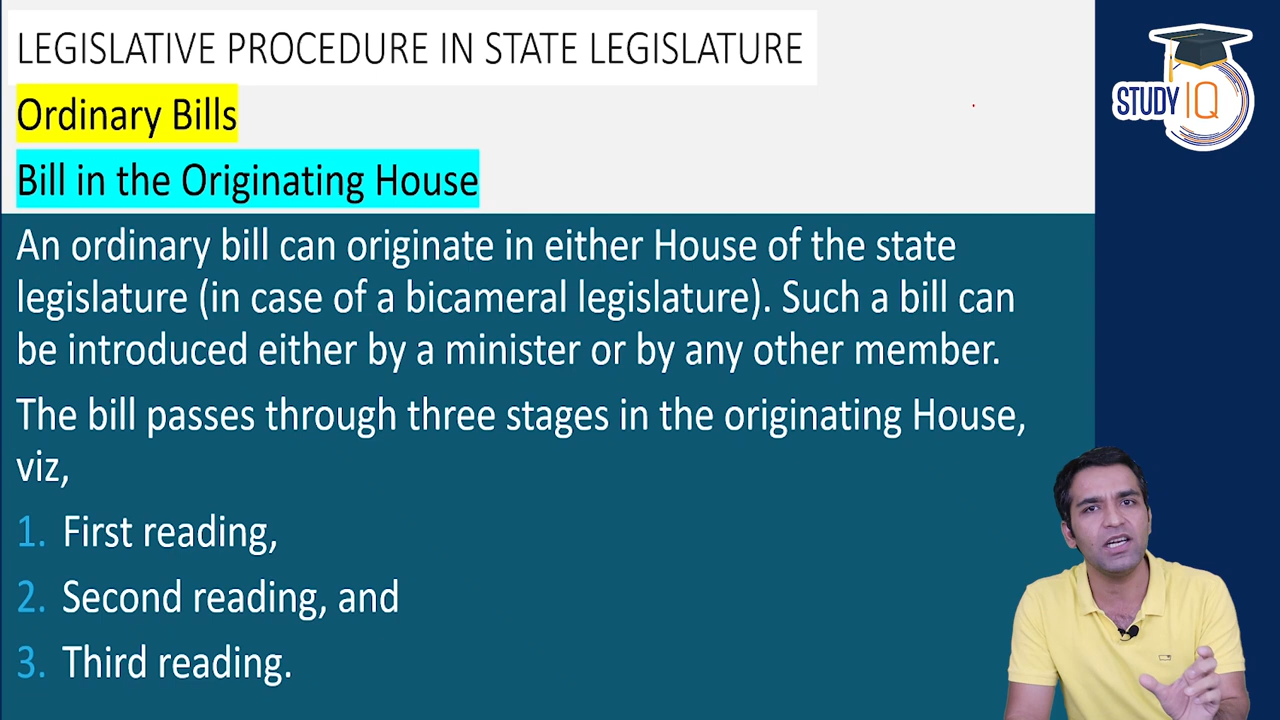 LEGISLATIVE PROCEDURE IN STATE LEGISLATURE
STUDY IQ
Ordinary Bills
Bill in the Originating House
An ordinary bill can originate in either House of the state
legislature (in case of a bicameral legislature). Such a bill can
be introduced either by a minister or by any other member.
The bill passes through three stages in the originating House,
viz,
1. First reading,
2. Second reading, and
3. Third reading.